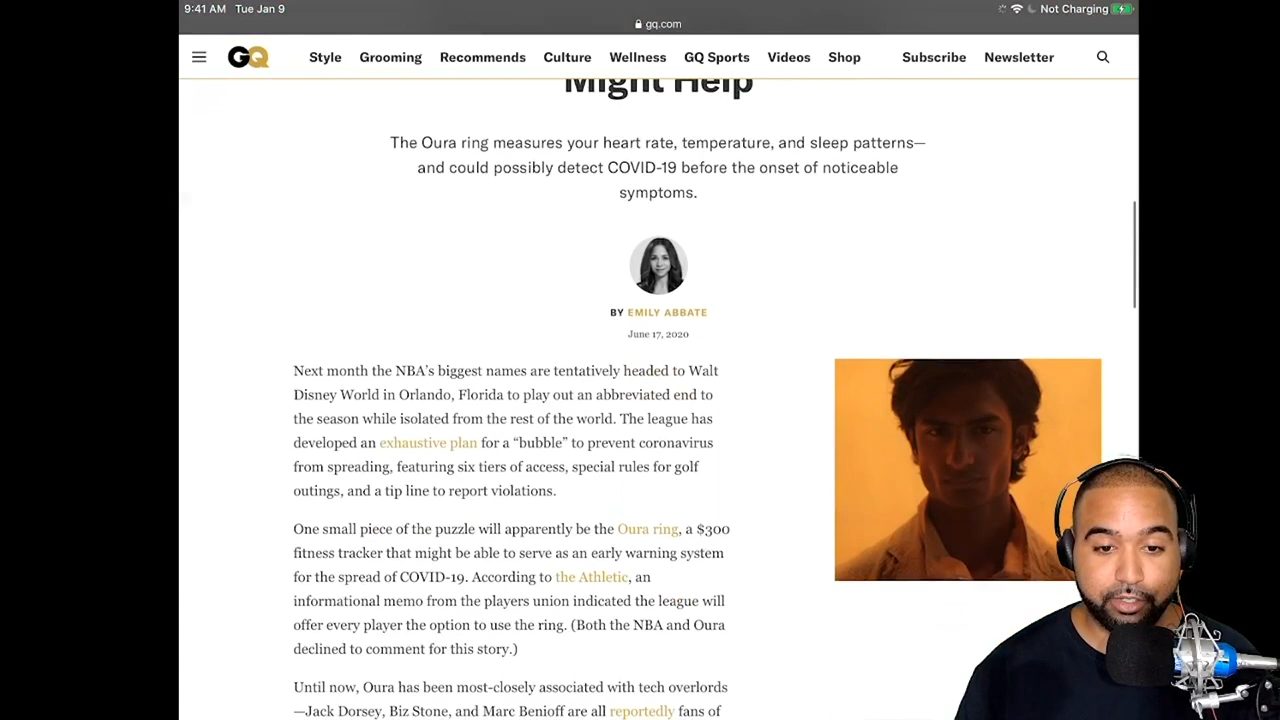 9:41 AM Tue Jan 9
Not Charging
gq.com
GQ Style Grooming Recommends Culture Wellness GQ Sports Videos Shop Subscribe Newsletter
Might Help
The Oura ring measures your heart rate, temperature, and sleep patterns—
and could possibly detect COVID-19 before the onset of noticeable
symptoms.
BY EMILY ABBATE
June 17, 2020
Next month the NBA’s biggest names are tentatively headed to Walt
Disney World in Orlando, Florida to play out an abbreviated end to
the season while isolated from the rest of the world. The league has
developed an exhaustive plan for a “bubble” to prevent coronavirus
from spreading, featuring six tiers of access, special rules for golf
outings, and a tip line to report violations.
One small piece of the puzzle will apparently be the Oura ring, a $300
fitness tracker that might be able to serve as an early warning system
for the spread of COVID-19. According to the Athletic, an
informational memo from the players union indicated the league will
offer every player the option to use the ring. (Both the NBA and Oura
declined to comment for this story.)
Until now, Oura has been most-closely associated with tech overlords
—Jack Dorsey, Biz Stone, and Marc Benioff are all reportedly fans of